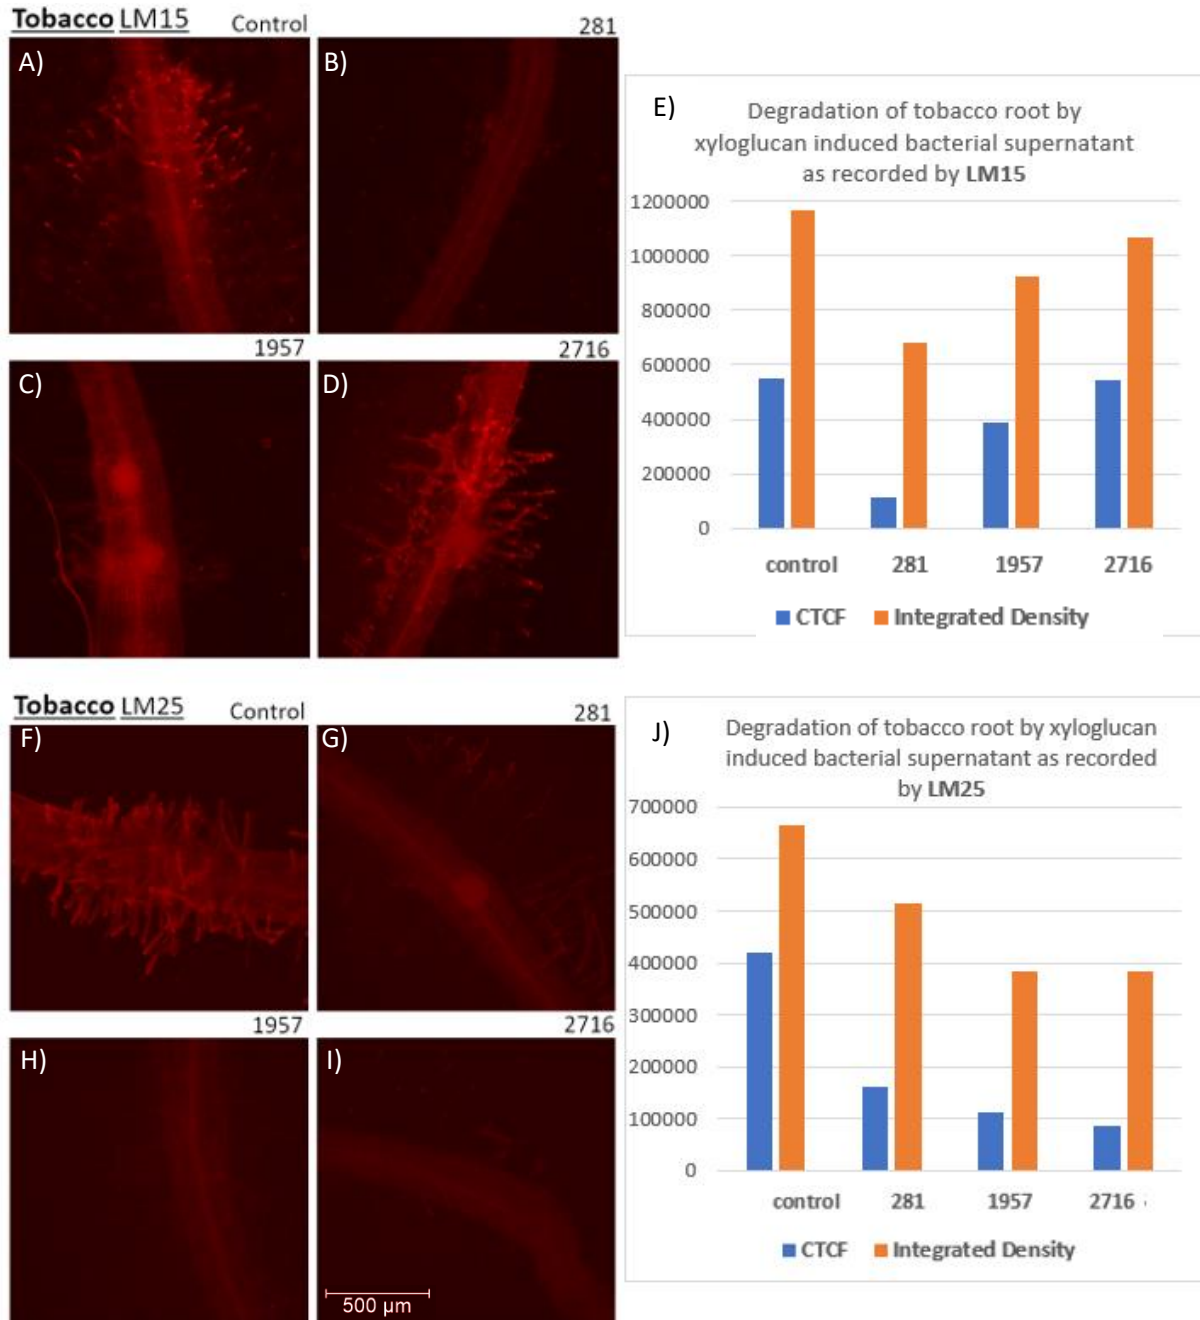 Tobacco LM15 Control
281
A)
B)
1957
2716
C)
D)
E)
Degradation of tobacco root by
xyloglucan induced bacterial supernatant
as recorded by LM15
1200000
1000000
800000
600000
400000
200000
0
control 281 1957 2716
CTCF Integrated Density
Tobacco LM25 Control
281
F)
G)
1957
2716
H)
I)
500 µm
J)
Degradation of tobacco root by xyloglucan
induced bacterial supernatant as recorded
by LM25
700000
600000
500000
400000
300000
200000
100000
0
control 281 1957 2716
CTCF Integrated Density